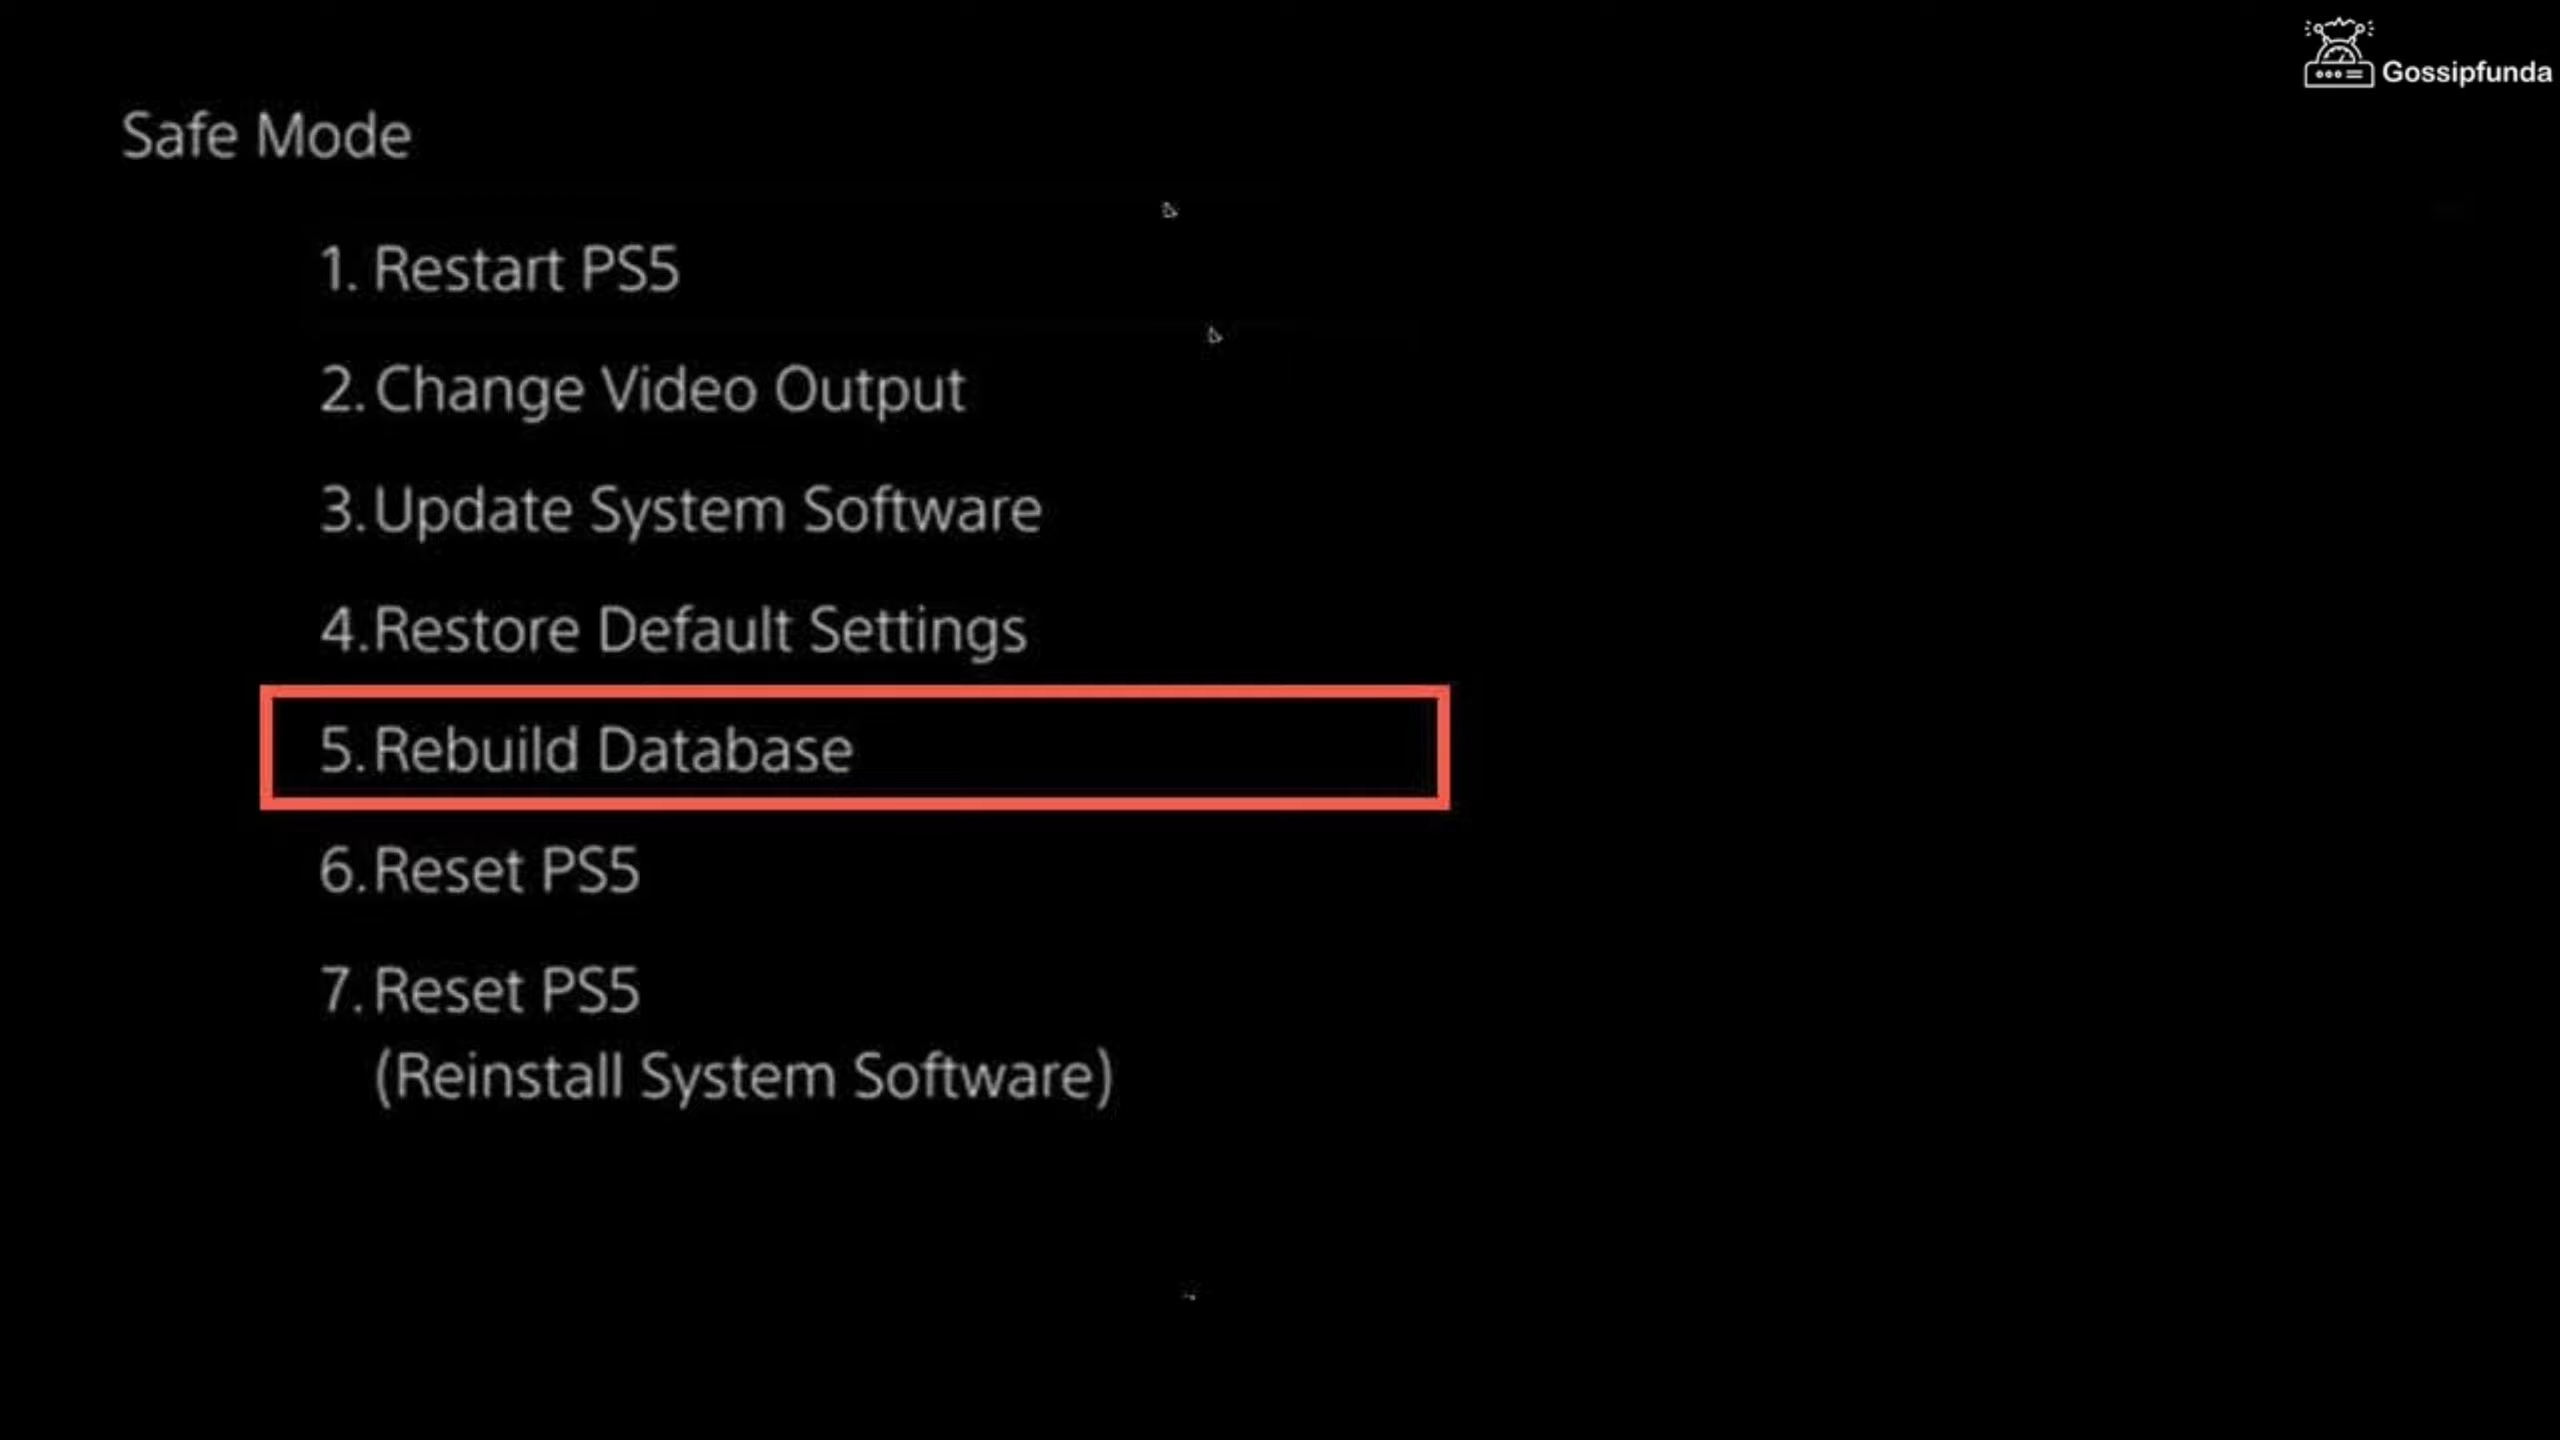 Gossipfunda
Safe Mode
1. Restart PS5
2. Change Video Output
3. Update System Software
4. Restore Default Settings
5. Rebuild Database
6. Reset PS5
7. Reset PS5
(Reinstall System Software)